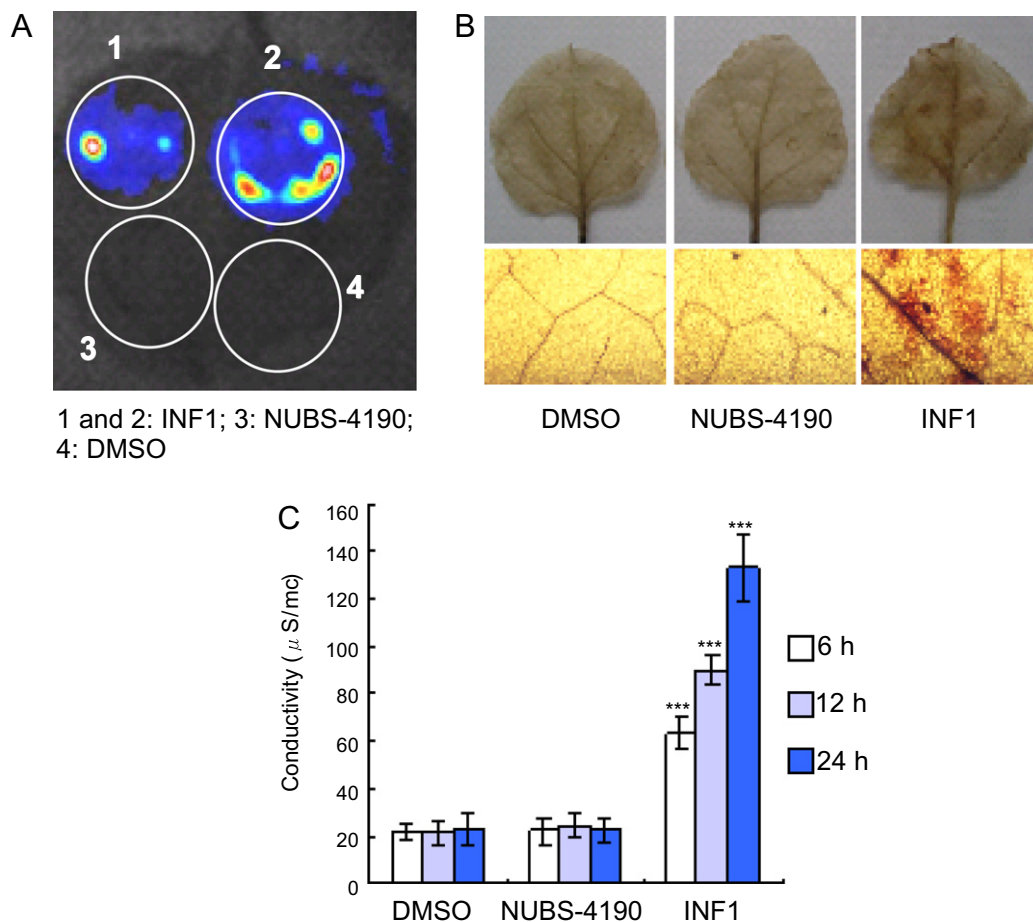 A
1
2
3
4
1 and 2: INF1; 3: NUBS-4190;
4: DMSO
B
DMSO NUBS-4190 INF1
C
Conductivity ( μ S/mc)
160
140
120
100
80
60
40
20
0
***
***
***
6 h
12 h
24 h
DMSO NUBS-4190 INF1